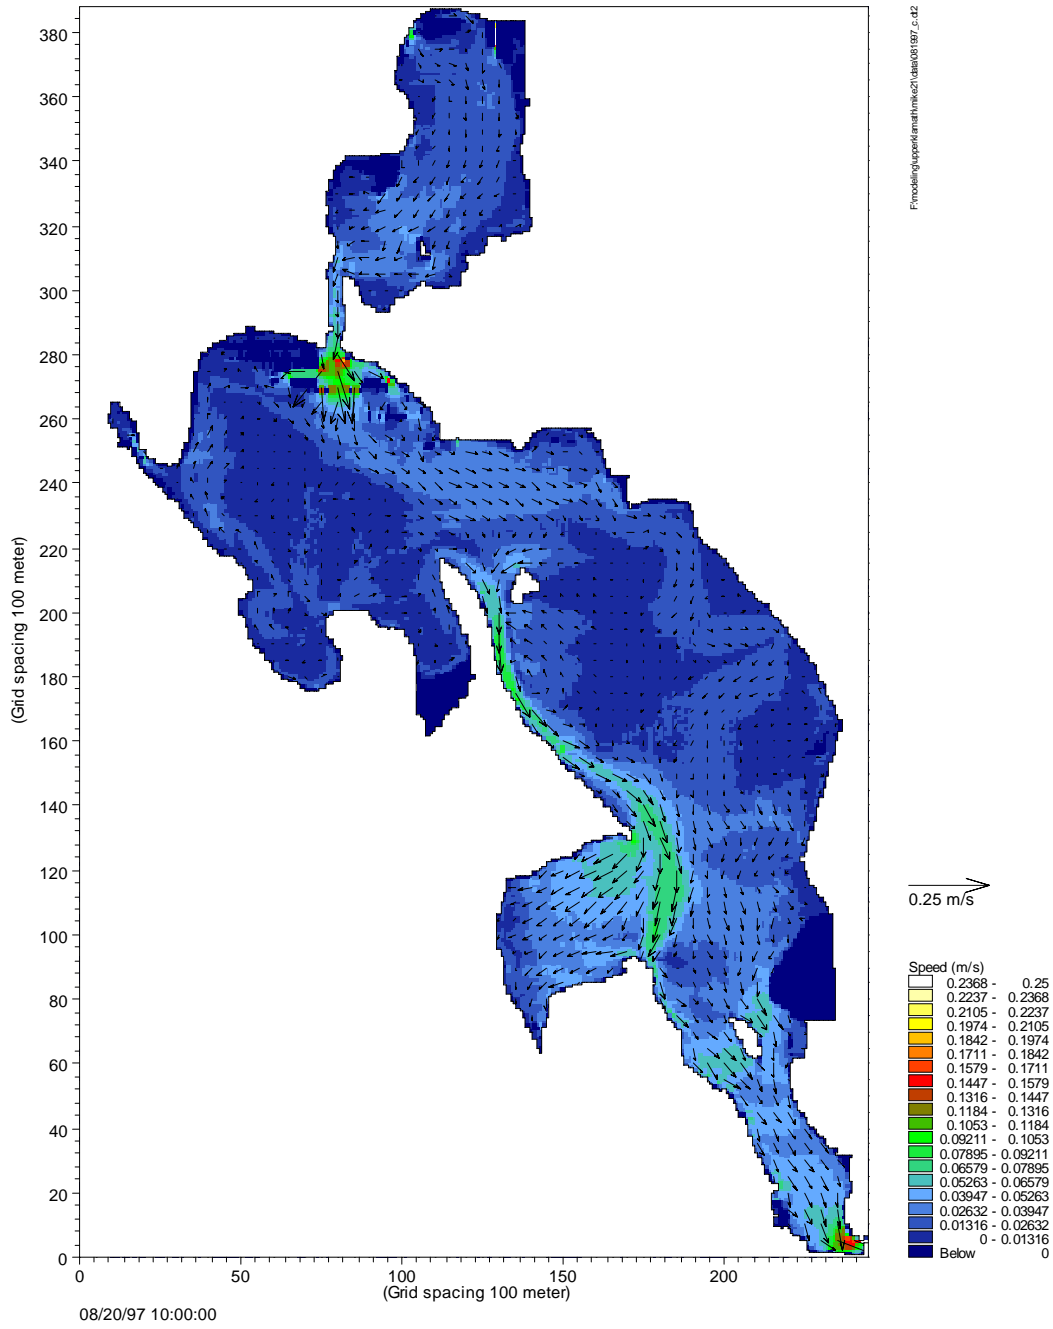 F:\modeling\upperklamath\mike21\data\081997_c.dt2
380
360
340
320
300
280
260
240
220
200
180
160
140
120
100
80
60
40
20
0
(Grid spacing 100 meter)
0 50 100 150 200
(Grid spacing 100 meter)
08/20/97 10:00:00
0.25 m/s
Speed (m/s)
0.2368 - 0.25
0.2237 - 0.2368
0.2105 - 0.2237
0.1974 - 0.2105
0.1842 - 0.1974
0.1711 - 0.1842
0.1579 - 0.1711
0.1447 - 0.1579
0.1316 - 0.1447
0.1184 - 0.1316
0.1053 - 0.1184
0.09211 - 0.1053
0.07895 - 0.09211
0.06579 - 0.07895
0.05263 - 0.06579
0.03947 - 0.05263
0.02632 - 0.03947
0.01316 - 0.02632
0 - 0.01316
Below 0